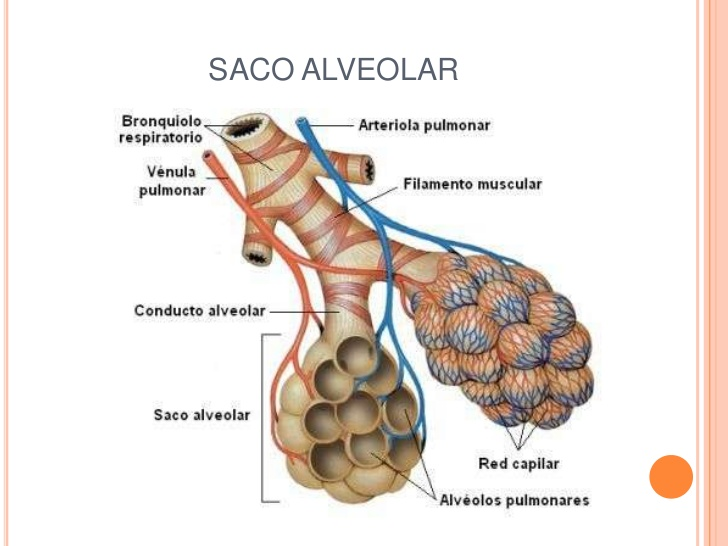 SACO ALVEOLAR
Bronquiolo
respiratorio
Arteriola pulmonar
Vénula
pulmonar
Filamento muscular
Conducto alveolar
Saco alveolar
Red capilar
Alvéolos pulmonares